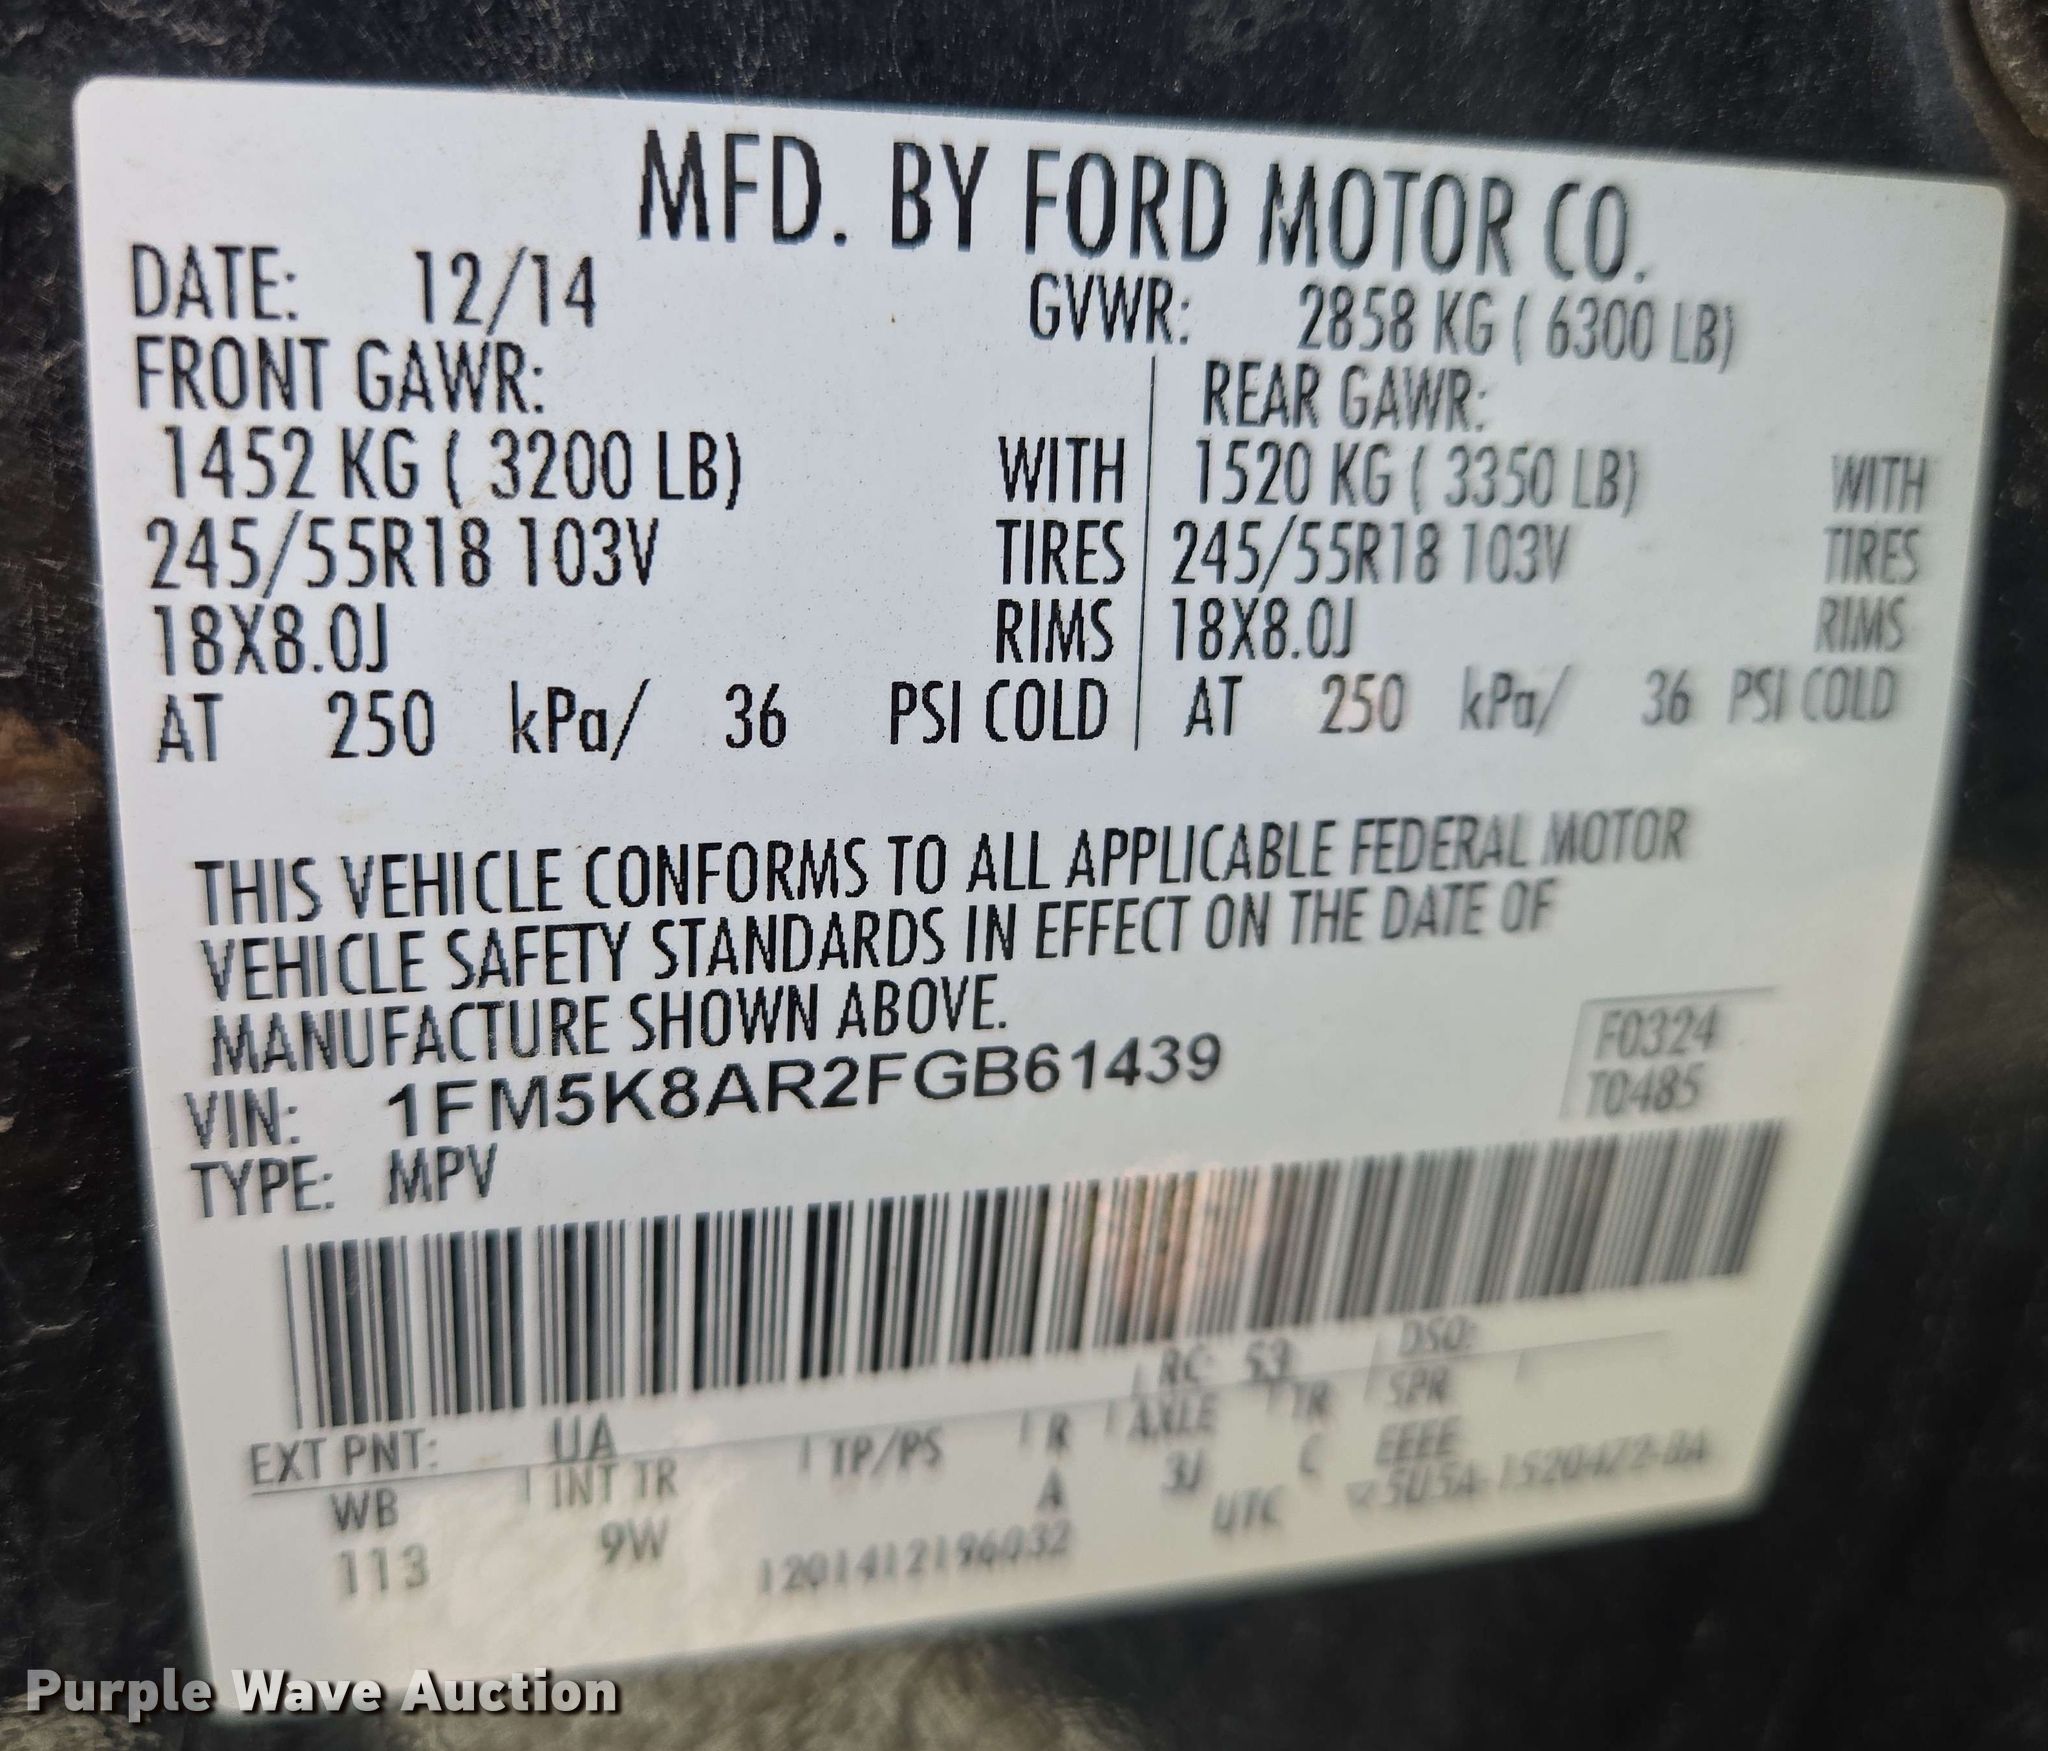 MFD. BY FORD MOTOR CO.
DATE: 12/14 GVWR: 2858 KG ( 6300 LB)
FRONT GAWR: REAR GAWR:
1452 KG ( 3200 LB) WITH 1520 KG ( 3350 LB) WITH
245/55R18 103V TIRES 245/55R18 103V TIRES
18X8.0J RIMS 18X8.0J RIMS
AT 250 kPa/ 36 PSI COLD AT 250 kPa/ 36 PSI COLD
THIS VEHICLE CONFORMS TO ALL APPLICABLE FEDERAL MOTOR
VEHICLE SAFETY STANDARDS IN EFFECT ON THE DATE OF
MANUFACTURE SHOWN ABOVE.
F0324
VIN: 1FM5K8AR2FGB61439
T0485
TYPE: MPV
EXT PNT: UA RC: 53 DSO:
WB INT TR TP/PS R AXLE TR SPR
113 9W A 3J C EEEE
1201412196032 UTC
Purple Wave Auction